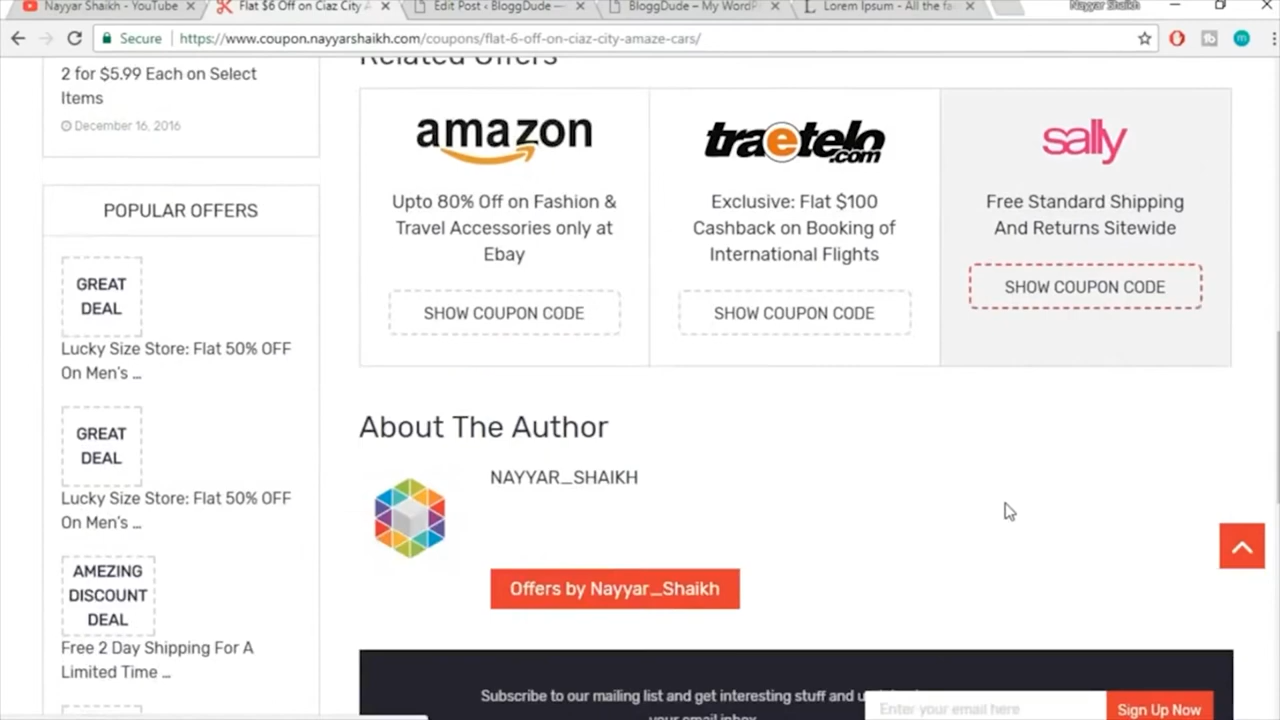 Nayyar Shaikh - YouTube
Flat $6 Off on Ciaz City A
Edit Post ‹ BloggDude —
BloggDude – My WordP
Lorem Ipsum - All the fa
Nayyar Shaikh
Secure
https://www.coupon.nayyarshaikh.com/coupons/flat-6-off-on-ciaz-city-amaze-cars/
2 for $5.99 Each on Select
Items
December 16, 2016
POPULAR OFFERS
GREAT
DEAL
Lucky Size Store: Flat 50% OFF
On Men's ...
GREAT
DEAL
Lucky Size Store: Flat 50% OFF
On Men's ...
AMEZING
DISCOUNT
DEAL
Free 2 Day Shipping For A
Limited Time ...
Related Offers
amazon
Upto 80% Off on Fashion &
Travel Accessories only at
Ebay
SHOW COUPON CODE
traetelo
.com
Exclusive: Flat $100
Cashback on Booking of
International Flights
SHOW COUPON CODE
sally
Free Standard Shipping
And Returns Sitewide
SHOW COUPON CODE
About The Author
NAYYAR_SHAIKH
Offers by Nayyar_Shaikh
Subscribe to our mailing list and get interesting stuff and
your email inbox
Enter your email here
Sign Up Now